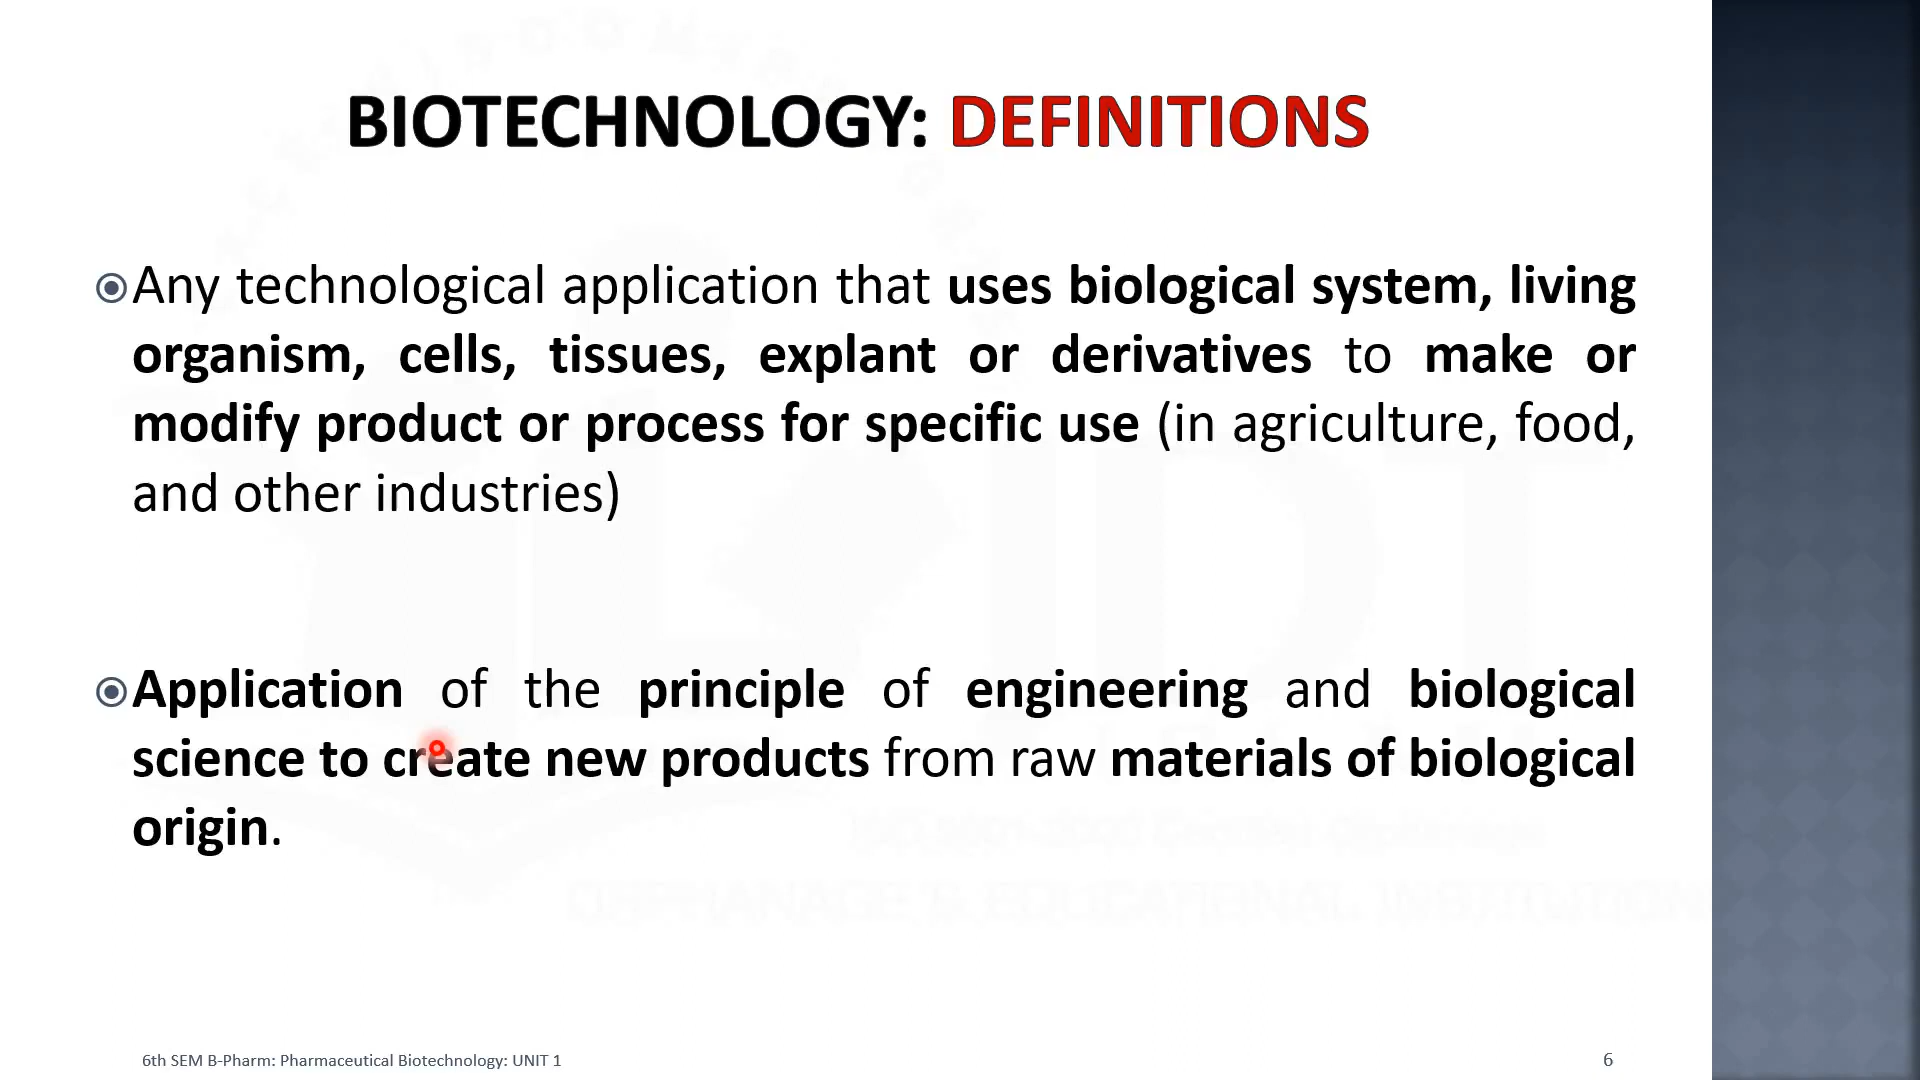 BIOTECHNOLOGY: DEFINITIONS
Any technological application that uses biological system, living
organism, cells, tissues, explant or derivatives to make or
modify product or process for specific use (in agriculture, food,
and other industries)
Application of the principle of engineering and biological
science to create new products from raw materials of biological
origin.
ORPHANAGE & EDUCATIONAL INSTITUTION
6th SEM B-Pharm: Pharmaceutical Biotechnology: UNIT 1
6